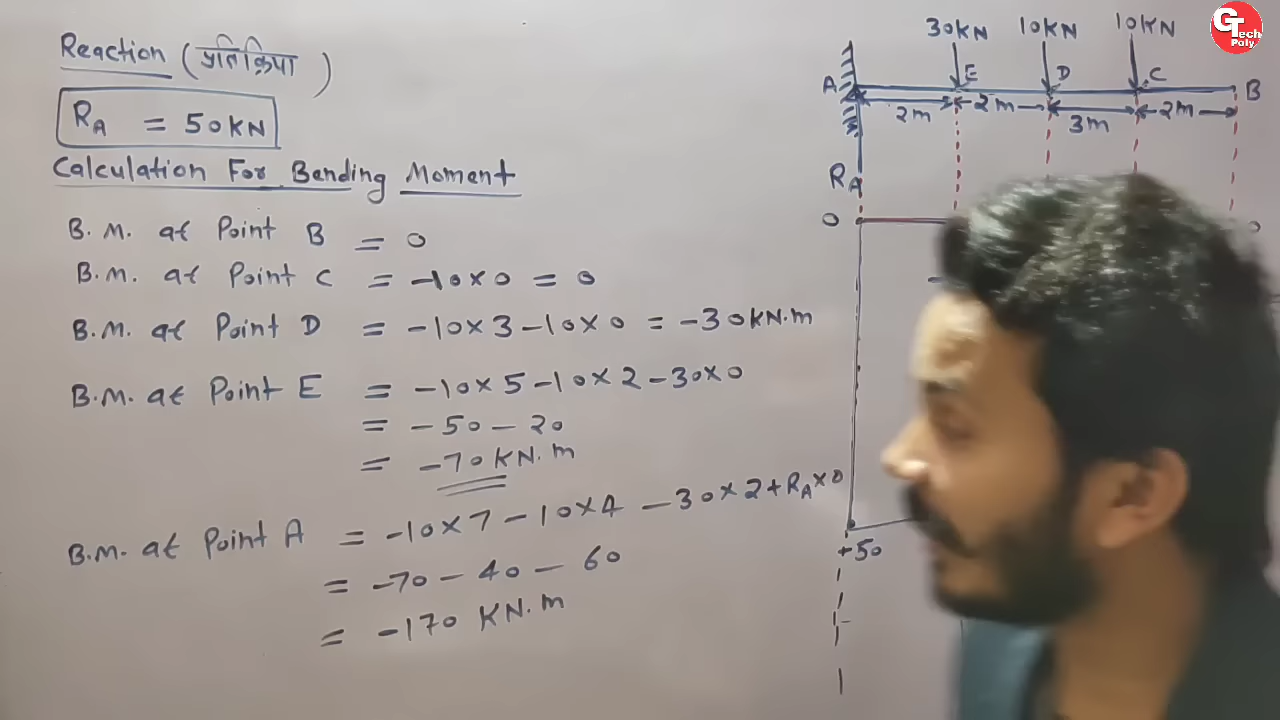 Reaction (प्रतिक्रिया)
RA = 50KN
Calculation For Bending Moment
B.M. at Point B = 0
B.M. at Point C = -10×0 = 0
B.M. at Point D = -10×3-10×0 = -30KN.m
B.M. at Point E = -10×5-10×2-30×0
= -50-20
= -70KN.m
B.M. at Point A = -10×7-10×4-30×2+RA×0
= -70-40-60
= -170 KN.m
30KN 10KN 10KN
A E D C B
2m 2m 3m 2m
RA
0 0
+50
GTech
Poly